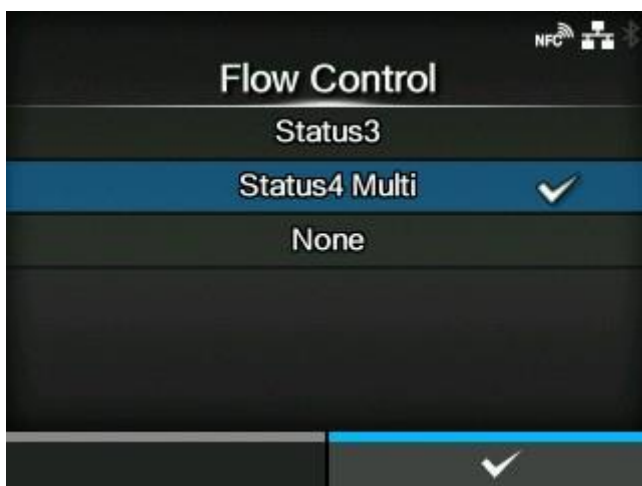 NFC
Flow Control
Status3
Status4 Multi
None